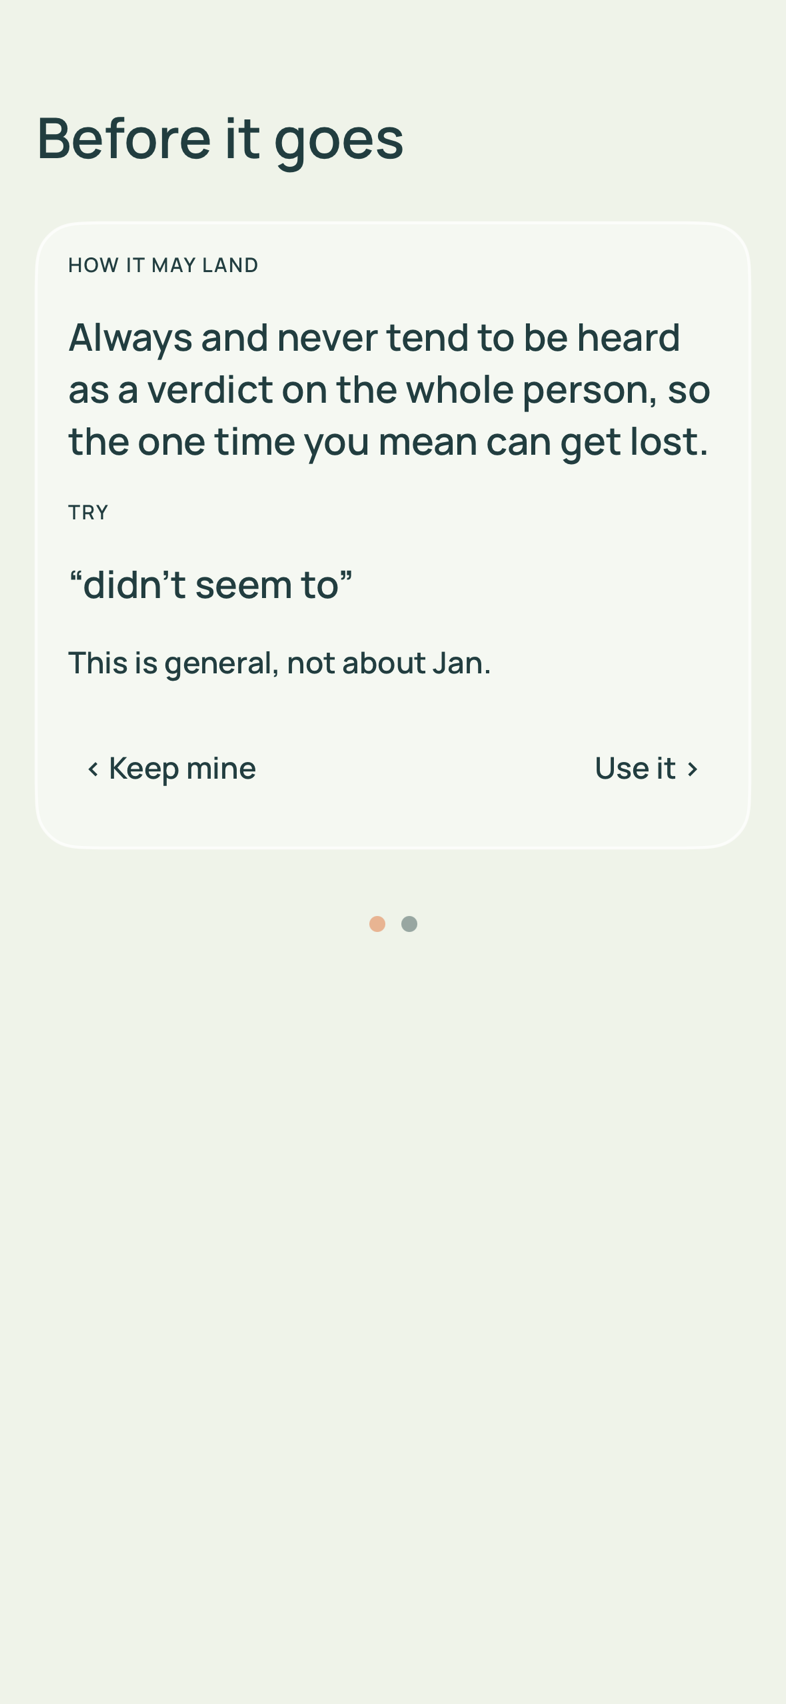 Before it goes
HOW IT MAY LAND
Always and never tend to be heard
as a verdict on the whole person, so
the one time you mean can get lost.
TRY
“didn’t seem to”
This is general, not about Jan.
‹ Keep mine
Use it ›